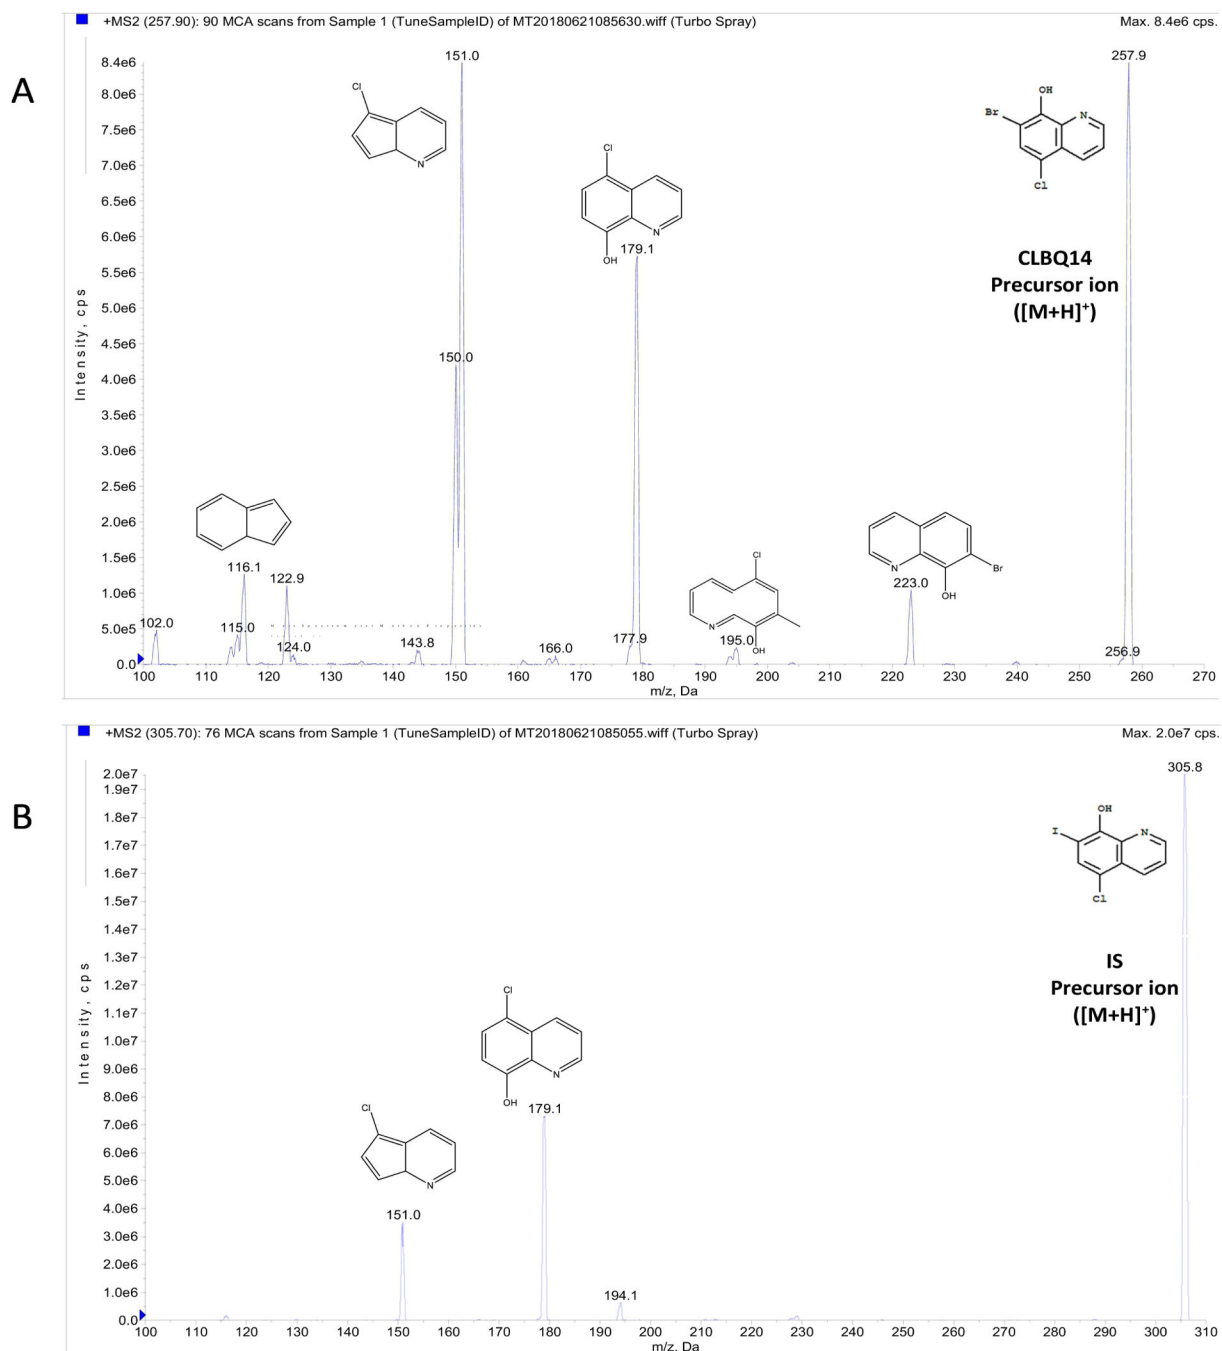 +MS2 (257.90): 90 MCA scans from Sample 1 (TuneSampleID) of MT20180621085630.wiff (Turbo Spray)
Max. 8.4e6 cps.
A
8.4e6
8.0e6
7.5e6
7.0e6
6.5e6
6.0e6
5.5e6
5.0e6
4.5e6
4.0e6
3.5e6
3.0e6
2.5e6
2.0e6
1.5e6
1.0e6
5.0e5
0.0
Intensity, cps
151.0
257.9
179.1
150.0
116.1
122.9
102.0
115.0
124.0
143.8
166.0
177.9
195.0
223.0
256.9
Cl
N
Cl
N
OH
Cl
N
OH
N
Br
OH
OH
Br
N
Cl
CLBQ14
Precursor ion
([M+H]⁺)
100 110 120 130 140 150 160 170 180 190 200 210 220 230 240 250 260 270
m/z, Da
+MS2 (305.70): 76 MCA scans from Sample 1 (TuneSampleID) of MT20180621085055.wiff (Turbo Spray)
Max. 2.0e7 cps.
B
2.0e7
1.9e7
1.8e7
1.7e7
1.6e7
1.5e7
1.4e7
1.3e7
1.2e7
1.1e7
1.0e7
9.0e6
8.0e6
7.0e6
6.0e6
5.0e6
4.0e6
3.0e6
2.0e6
1.0e6
0.0
Intensity, cps
305.8
179.1
151.0
194.1
Cl
N
Cl
N
OH
OH
I
N
Cl
IS
Precursor ion
([M+H]⁺)
100 110 120 130 140 150 160 170 180 190 200 210 220 230 240 250 260 270 280 290 300 310
m/z, Da